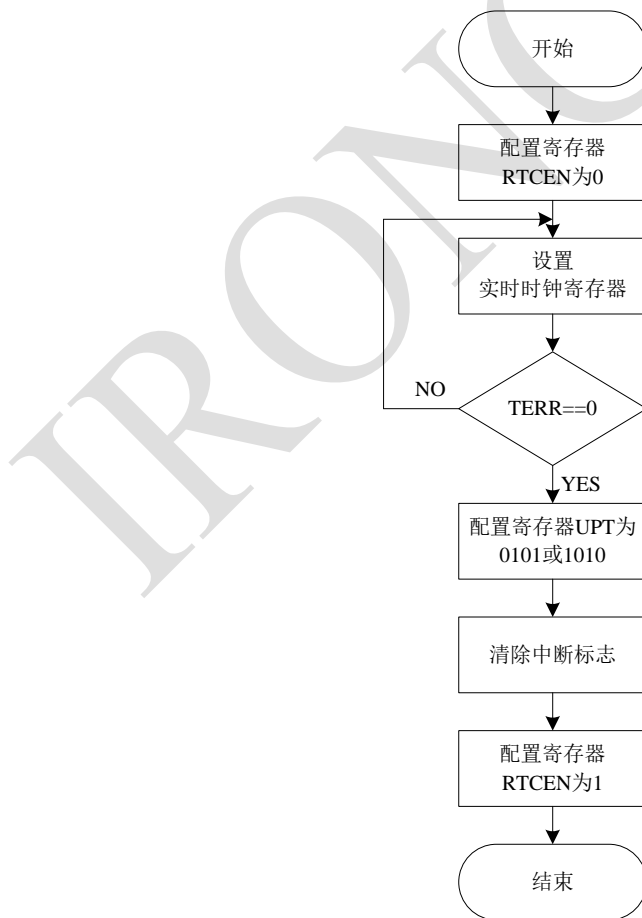 开始
配置寄存器
RTCEN为0
设置
实时时钟寄存器
NO
TERR==0
YES
配置寄存器UPT为
0101或1010
清除中断标志
配置寄存器
RTCEN为1
结束
IRONC